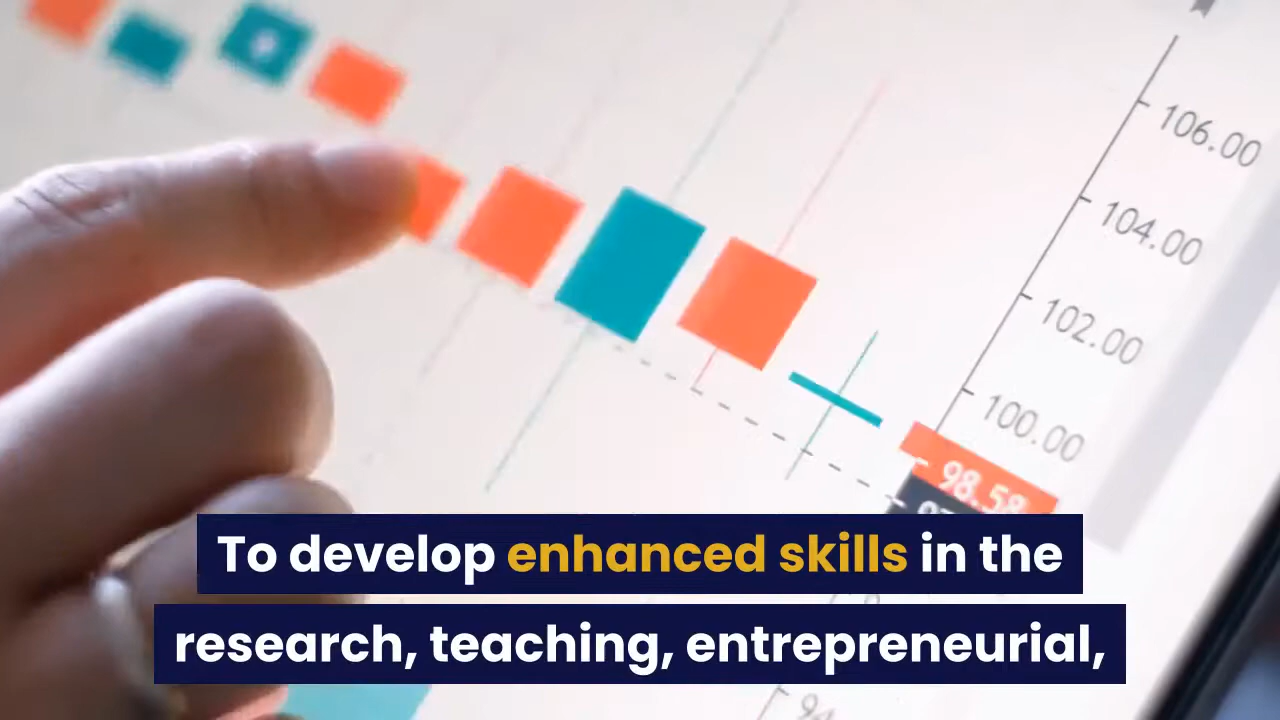 106.00
104.00
102.00
100.00
98.58
To develop enhanced skills in the
research, teaching, entrepreneurial,